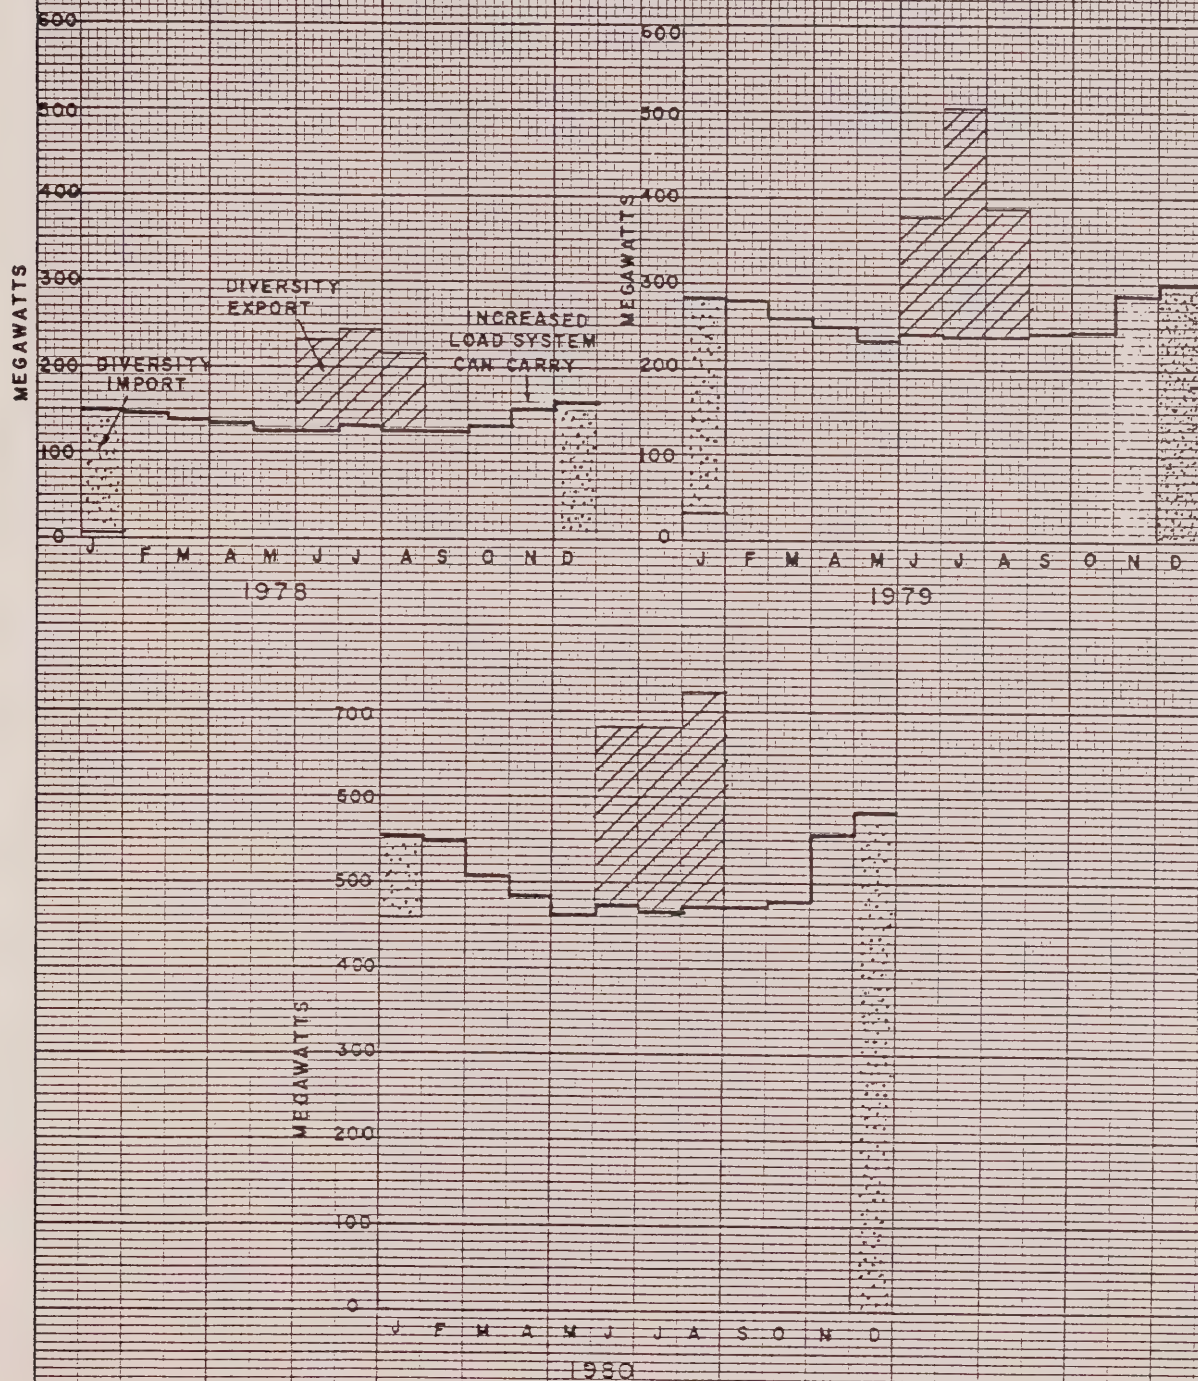 600
500
400
300
200
100
0
MEGAWATTS
DIVERSITY
EXPORT
DIVERSITY
IMPORT
INCREASED
LOAD SYSTEM
CAN CARRY
J F M A M J J A S O N D
1978
600
500
400
300
200
100
0
MEGAWATTS
J F M A M J J A S O N D
1979
700
600
500
400
300
200
100
0
MEGAWATTS
J F M A M J J A S O N D
1980